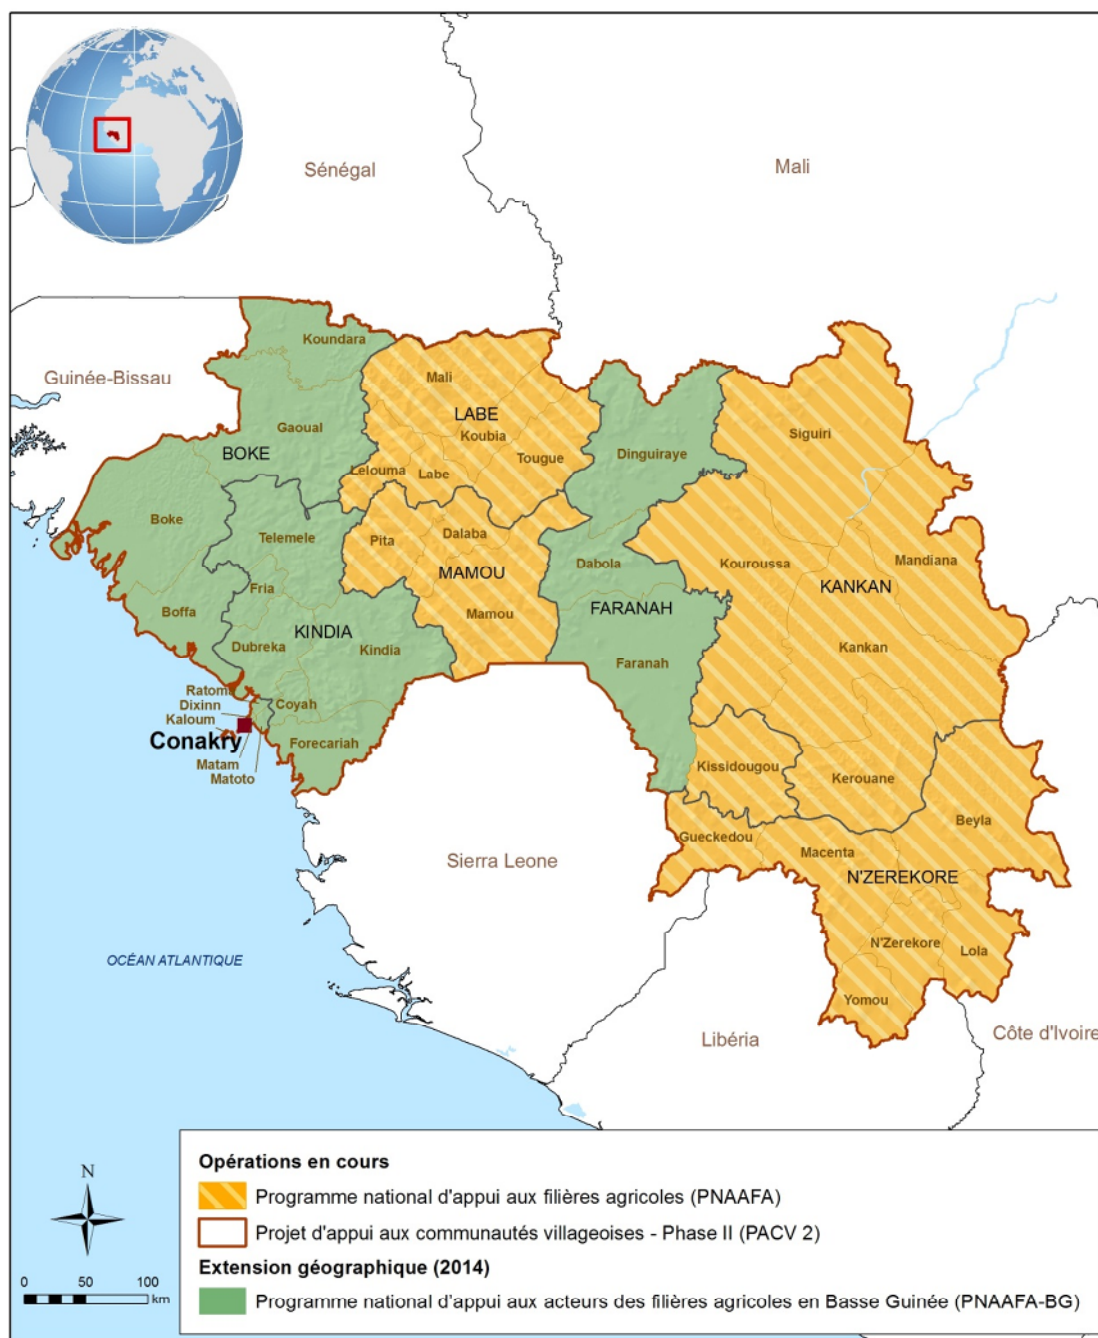 Sénégal
Mali
Guinée-Bissau
Koundara
Mali
LABE
Gaoual
Koubia
Siguiri
BOKE
Lelouma
Labe
Tougue
Dinguiraye
Boke
Telemele
Pita
Dalaba
Dabola
Kouroussa
Mandiana
Fria
MAMOU
KANKAN
Boffa
Mamou
FARANAH
KINDIA
Dubreka
Kindia
Kankan
Faranah
Ratoma
Dixinn
Coyah
Kaloum
Conakry
Forecariah
Matam
Matoto
Kissidougou
Kerouane
Beyla
Gueckedou
Macenta
Sierra Leone
N'ZEREKORE
N'Zerekore
Lola
OCÉAN ATLANTIQUE
Yomou
Libéria
Côte d'Ivoire
N
0 50 100
km
Opérations en cours
Programme national d'appui aux filières agricoles (PNAAFA)
Projet d'appui aux communautés villageoises - Phase II (PACV 2)
Extension géographique (2014)
Programme national d'appui aux acteurs des filières agricoles en Basse Guinée (PNAAFA-BG)